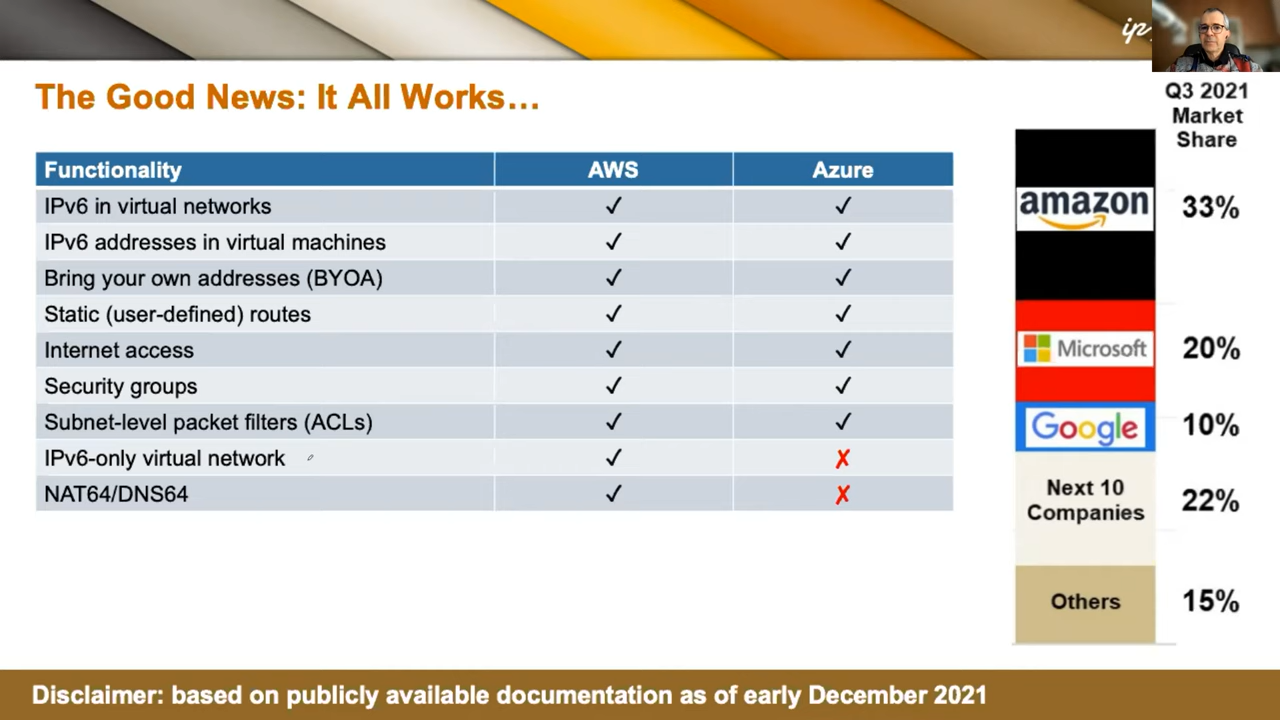 The Good News: It All Works...
Functionality AWS Azure
IPv6 in virtual networks ✓ ✓
IPv6 addresses in virtual machines ✓ ✓
Bring your own addresses (BYOA) ✓ ✓
Static (user-defined) routes ✓ ✓
Internet access ✓ ✓
Security groups ✓ ✓
Subnet-level packet filters (ACLs) ✓ ✓
IPv6-only virtual network ✓ ✗
NAT64/DNS64 ✓ ✗
Q3 2021
Market
Share
amazon 33%
Microsoft 20%
Google 10%
Next 10
Companies 22%
Others 15%
Disclaimer: based on publicly available documentation as of early December 2021